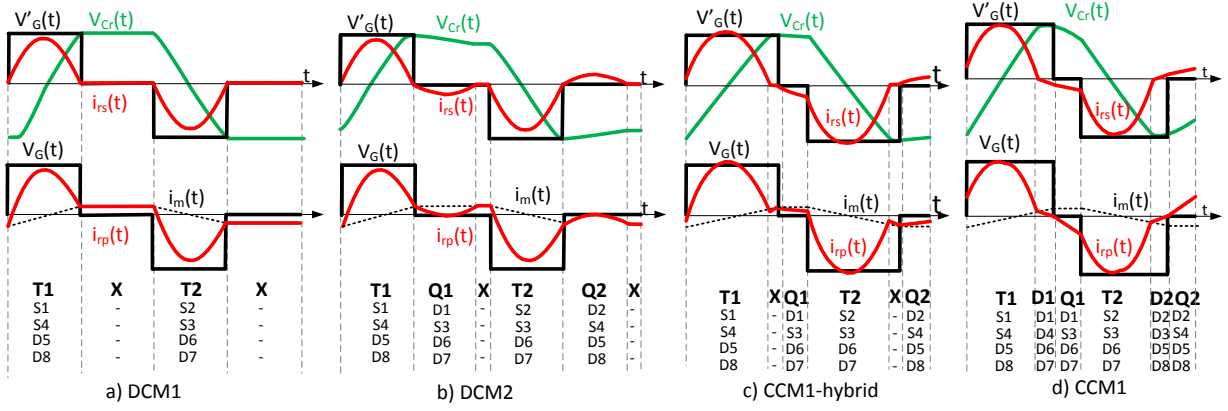 V'G(t) VCr(t)
t
irs(t)
VG(t)
im(t)
irp(t)
T1 X T2 X
S1 - S2 -
S4 - S3 -
D5 - D6 -
D8 - D7 -
a) DCM1
V'G(t) VCr(t)
t
irs(t)
VG(t)
im(t)
irp(t)
T1 Q1 X T2 Q2 X
S1 D1 - S2 D2 -
S4 S3 - S3 S4 -
D5 D6 - D6 D5 -
D8 D7 - D7 D8 -
b) DCM2
V'G(t) VCr(t)
t
irs(t)
VG(t)
t
im(t)
irp(t)
T1 X Q1 T2 X Q2
S1 - D1 S2 - D2
S4 - S3 S3 - S4
D5 - D6 D6 - D5
D8 - D7 D7 - D8
c) CCM1-hybrid
V'G(t) VCr(t)
t
irs(t)
VG(t)
t
im(t)
irp(t)
T1 D1 Q1 T2 D2 Q2
S1 D1 D1 S2 D2 D2
S4 D4 S3 S3 D3 S4
D5 D6 D6 D6 D5 D5
D8 D7 D7 D7 D8 D8
d) CCM1